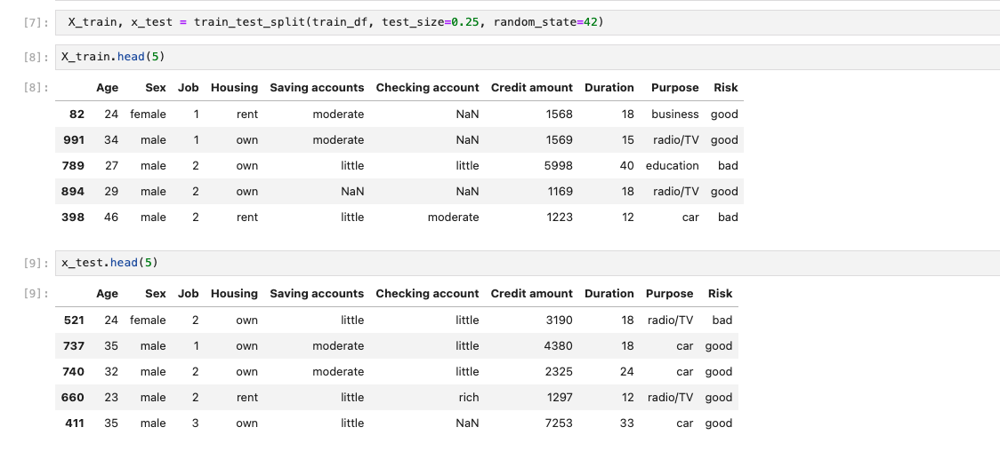 [7]: X_train, x_test = train_test_split(train_df, test_size=0.25, random_state=42)
[8]: X_train.head(5)
[8]: Age Sex Job Housing Saving accounts Checking account Credit amount Duration Purpose Risk
82 24 female 1 rent moderate NaN 1568 18 business good
991 34 male 1 own moderate NaN 1569 15 radio/TV good
789 27 male 2 own little little 5998 40 education bad
894 29 male 2 own NaN NaN 1169 18 radio/TV good
398 46 male 2 rent little moderate 1223 12 car bad
[9]: x_test.head(5)
[9]: Age Sex Job Housing Saving accounts Checking account Credit amount Duration Purpose Risk
521 24 female 2 own little little 3190 18 radio/TV bad
737 35 male 1 own moderate little 4380 18 car good
740 32 male 2 own moderate little 2325 24 car good
660 23 male 2 rent little rich 1297 12 radio/TV good
411 35 male 3 own little NaN 7253 33 car good